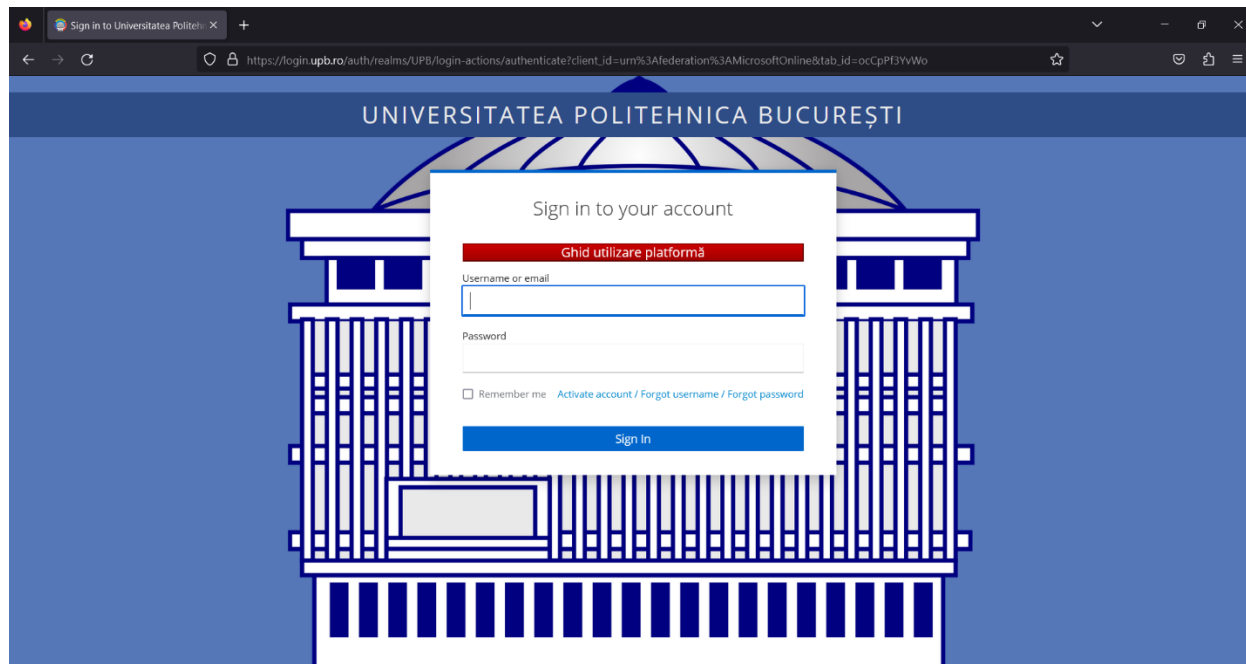 Sign in to Universitatea Politehn
https://login.upb.ro/auth/realms/UPB/login-actions/authenticate?client_id=urn%3Afederation%3AMicrosoftOnline&tab_id=ocCpPf3YvWo
UNIVERSITATEA POLITEHNICA BUCUREȘTI
Sign in to your account
Ghid utilizare platformă
Username or email
Password
Remember me Activate account / Forgot username / Forgot password
Sign In